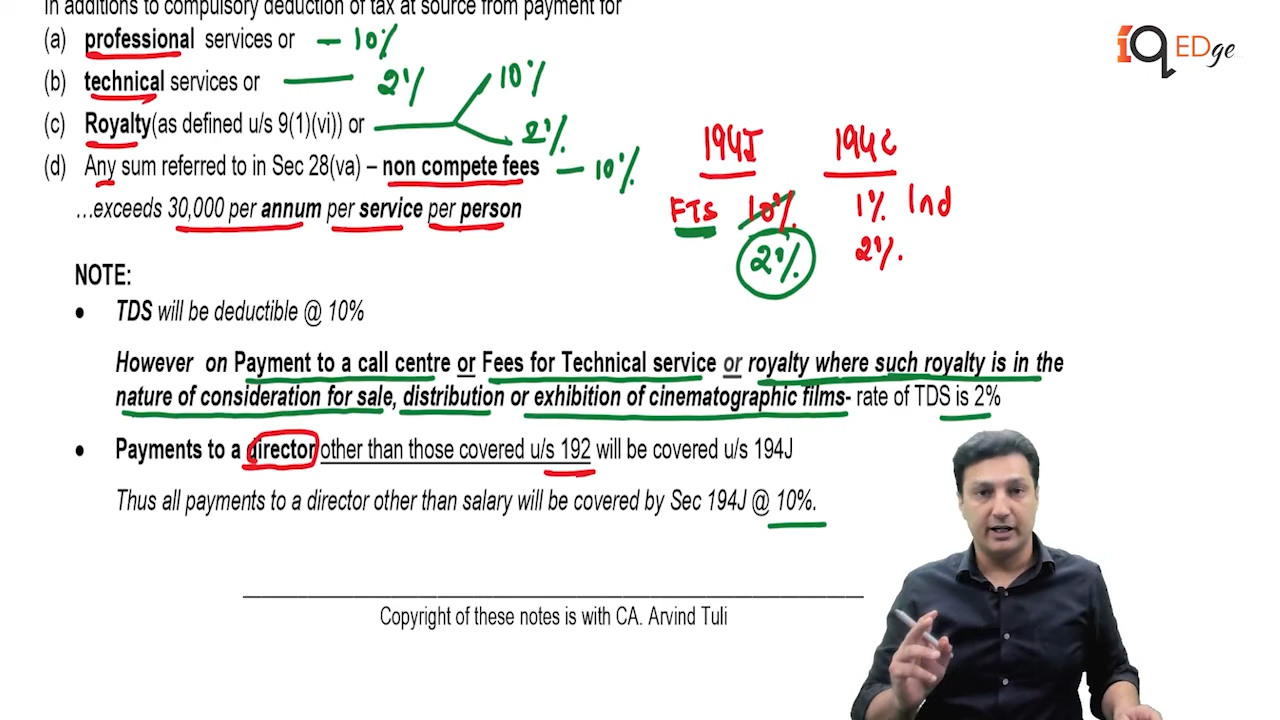 In additions to compulsory deduction of tax at source from payment for
(a) professional services or – 10%
(b) technical services or — 2%
(c) Royalty(as defined u/s 9(1)(vi)) or — 10% 2%
(d) Any sum referred to in Sec 28(va) – non compete fees – 10%
...exceeds 30,000 per annum per service per person
iQ EDge
194J 194C
FTS 10% 1% Ind
2% 2%.
NOTE:
• TDS will be deductible @ 10%
However on Payment to a call centre or Fees for Technical service or royalty where such royalty is in the
nature of consideration for sale, distribution or exhibition of cinematographic films- rate of TDS is 2%
• Payments to a director other than those covered u/s 192 will be covered u/s 194J
Thus all payments to a director other than salary will be covered by Sec 194J @ 10%.
Copyright of these notes is with CA. Arvind Tuli